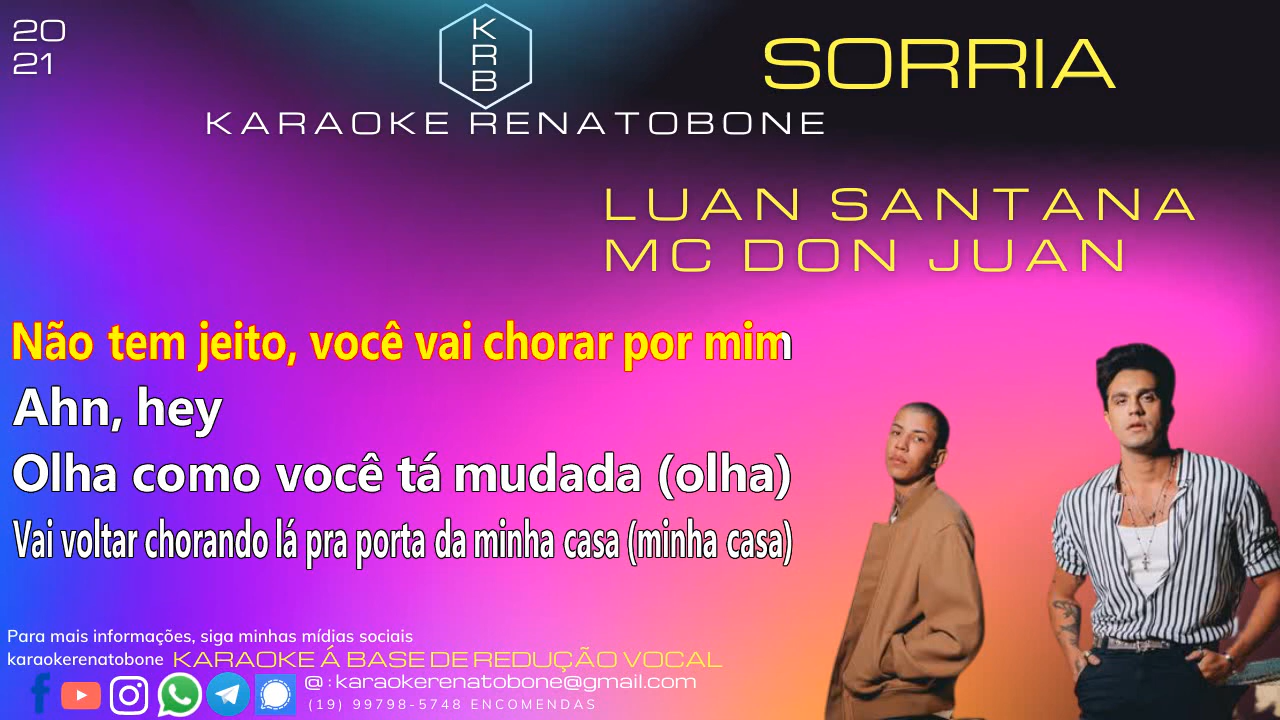 20
21
K
R
B
KARAOKE RENATOBONE
SORRIA
LUAN SANTANA
MC DON JUAN
Não tem jeito, você vai chorar por mim
Ahn, hey
Olha como você tá mudada (olha)
Vai voltar chorando lá pra porta da minha casa (minha casa)
Para mais informações, siga minhas mídias sociais
karaokerenatobone KARAOKE Á BASE DE REDUÇÃO VOCAL
@ : karaokerenatobone@gmail.com
(19) 99798-5748 ENCOMENDAS